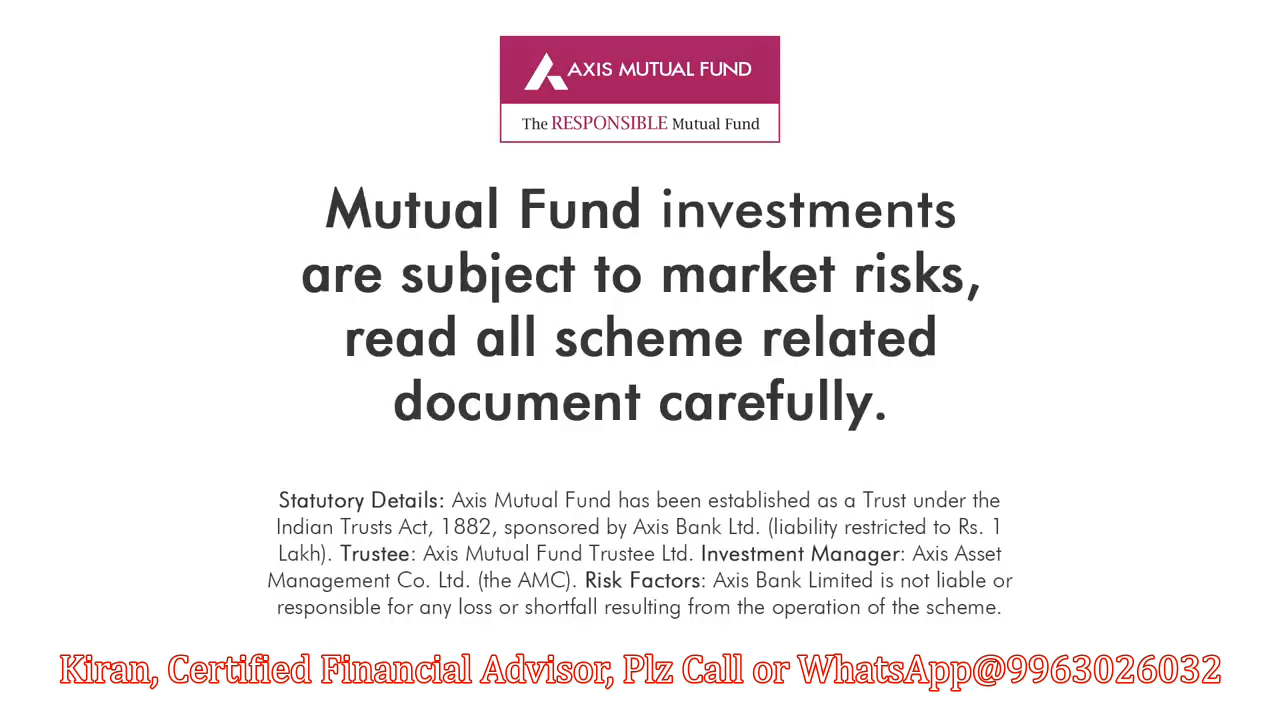 AXIS MUTUAL FUND
The RESPONSIBLE Mutual Fund
Mutual Fund investments
are subject to market risks,
read all scheme related
document carefully.
Statutory Details: Axis Mutual Fund has been established as a Trust under the
Indian Trusts Act, 1882, sponsored by Axis Bank Ltd. (liability restricted to Rs. 1
Lakh). Trustee: Axis Mutual Fund Trustee Ltd. Investment Manager: Axis Asset
Management Co. Ltd. (the AMC). Risk Factors: Axis Bank Limited is not liable or
responsible for any loss or shortfall resulting from the operation of the scheme.
Kiran, Certified Financial Advisor, Plz Call or WhatsApp@9963026032